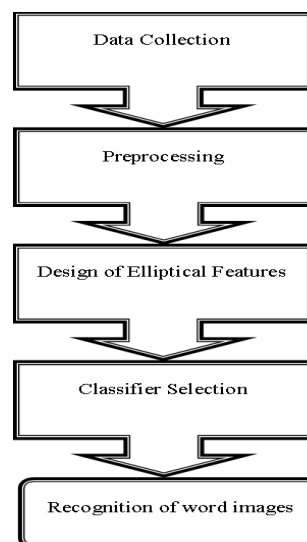 Data Collection
Preprocessing
Design of Elliptical Features
Classifier Selection
Recognition of word images